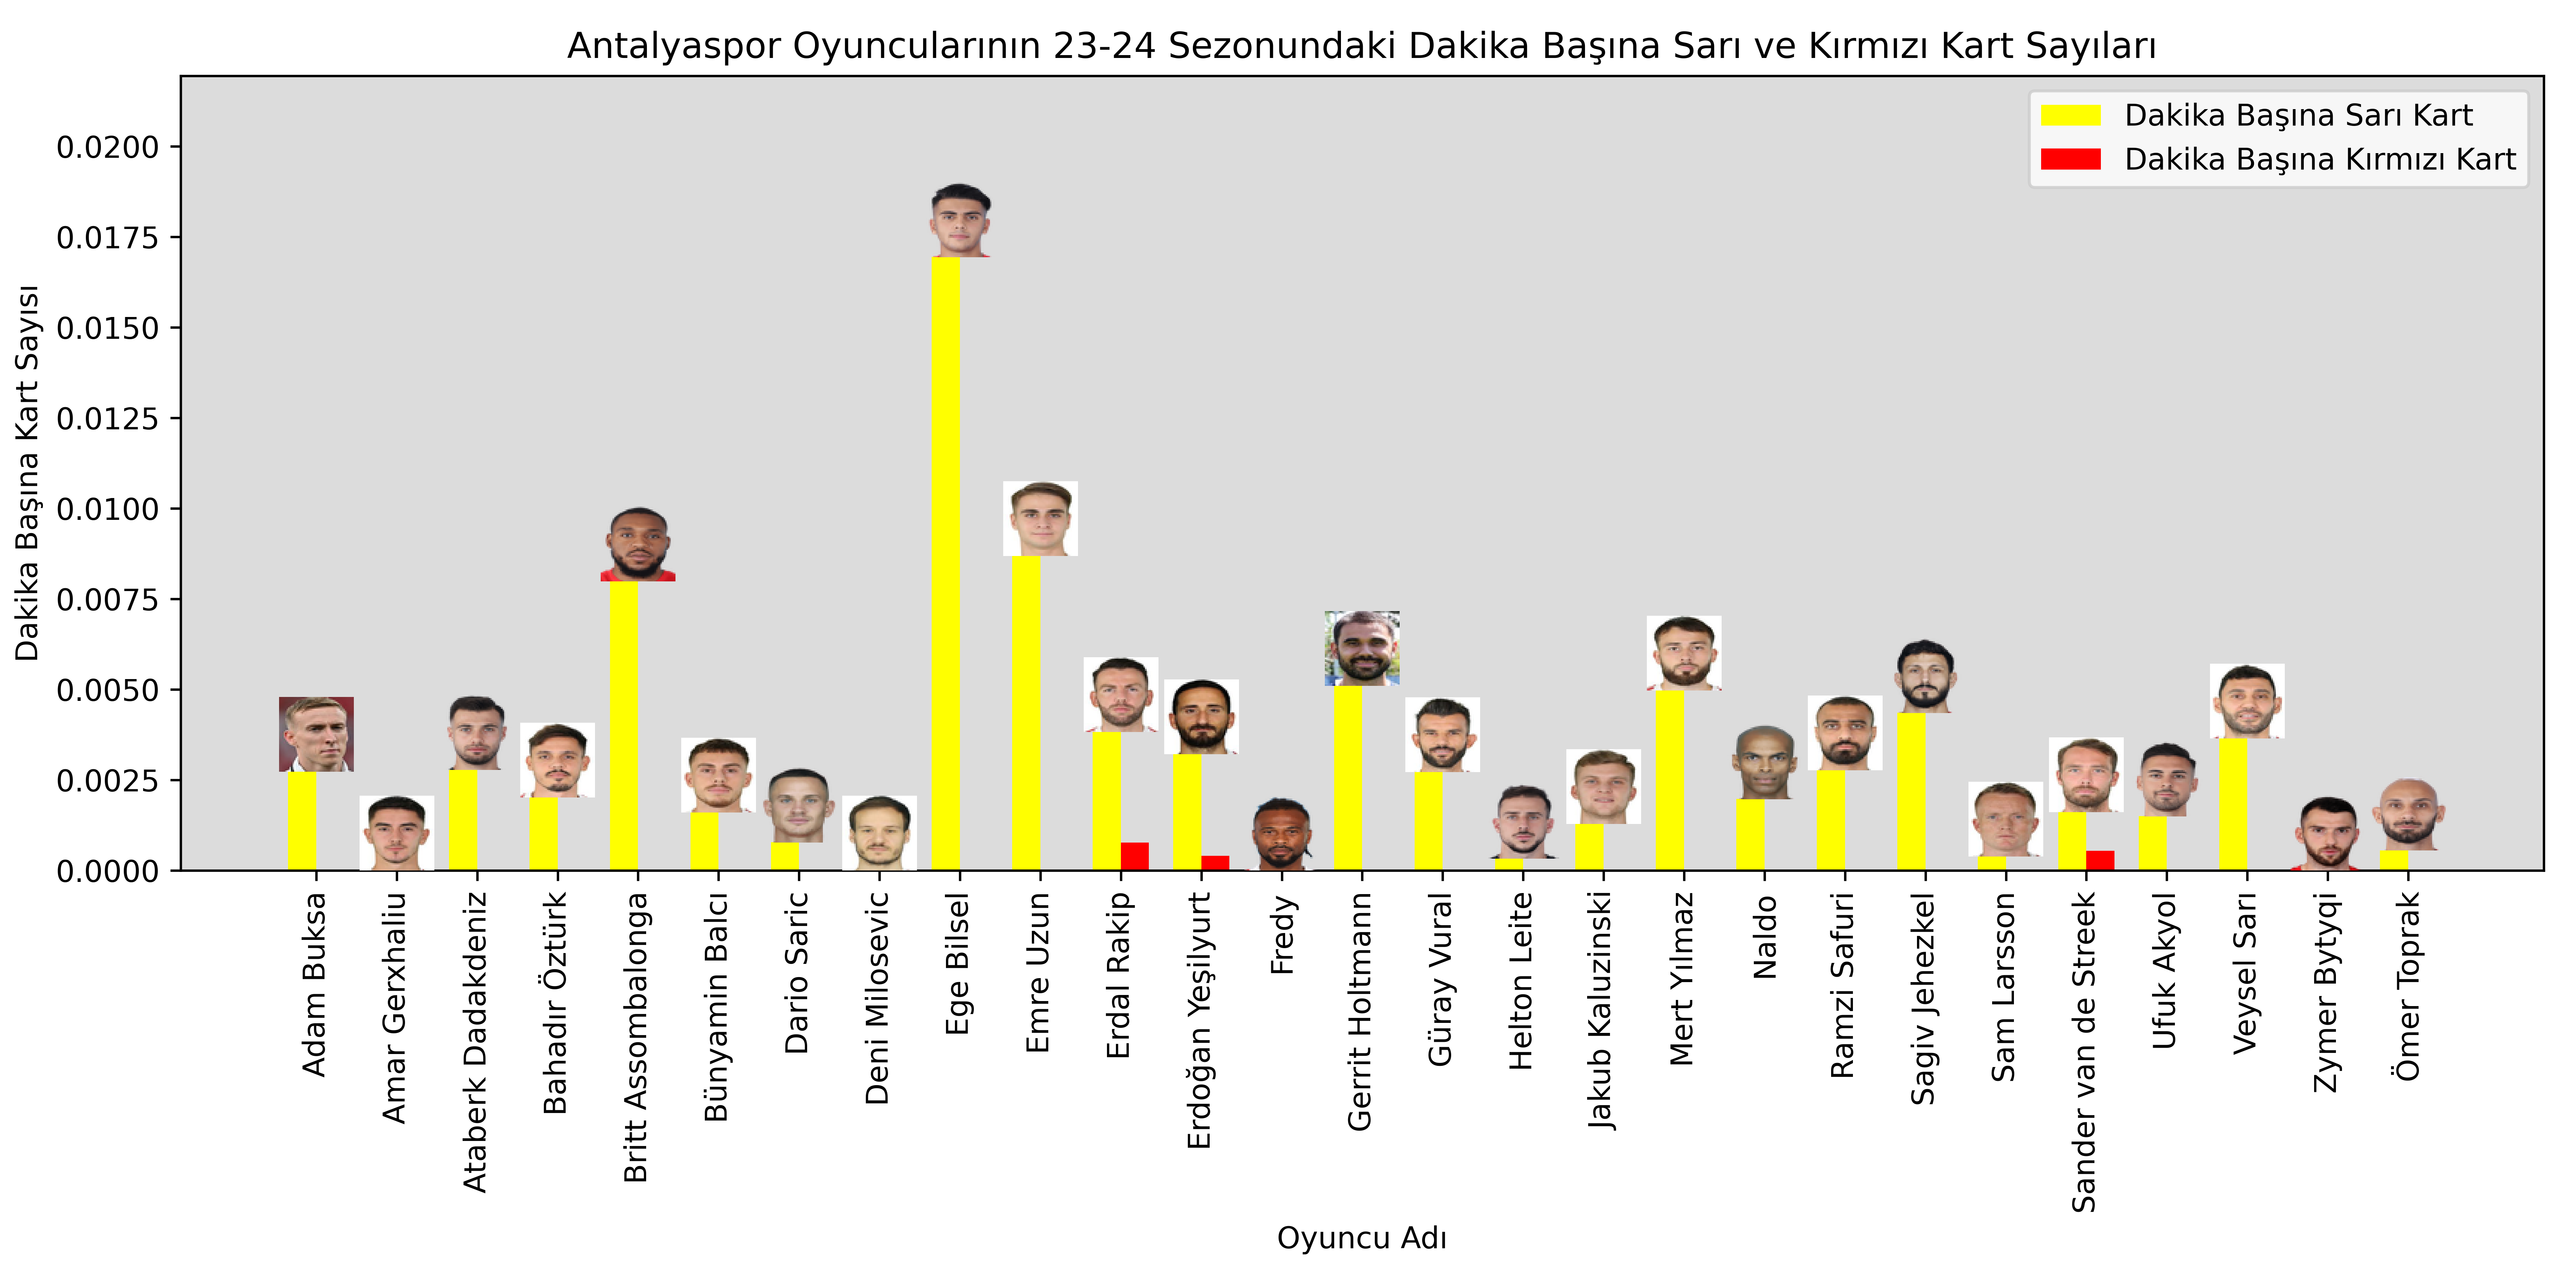 Antalyaspor Oyuncularının 23-24 Sezonundaki Dakika Başına Sarı ve Kırmızı Kart Sayıları
Dakika Başına Sarı Kart
Dakika Başına Kırmızı Kart
Dakika Başına Kart Sayısı
0.0200
0.0175
0.0150
0.0125
0.0100
0.0075
0.0050
0.0025
0.0000
Adam Buksa
Amar Gerxhaliu
Ataberk Dadakdeniz
Bahadır Öztürk
Britt Assombalonga
Bünyamin Balcı
Dario Saric
Deni Milosevic
Ege Bilsel
Emre Uzun
Erdal Rakip
Erdoğan Yeşilyurt
Fredy
Gerrit Holtmann
Güray Vural
Helton Leite
Jakub Kaluzinski
Mert Yılmaz
Naldo
Ramzi Safuri
Sagiv Jehezkel
Sam Larsson
Sander van de Streek
Ufuk Akyol
Veysel Sarı
Zymer Bytyqi
Ömer Toprak
Oyuncu Adı